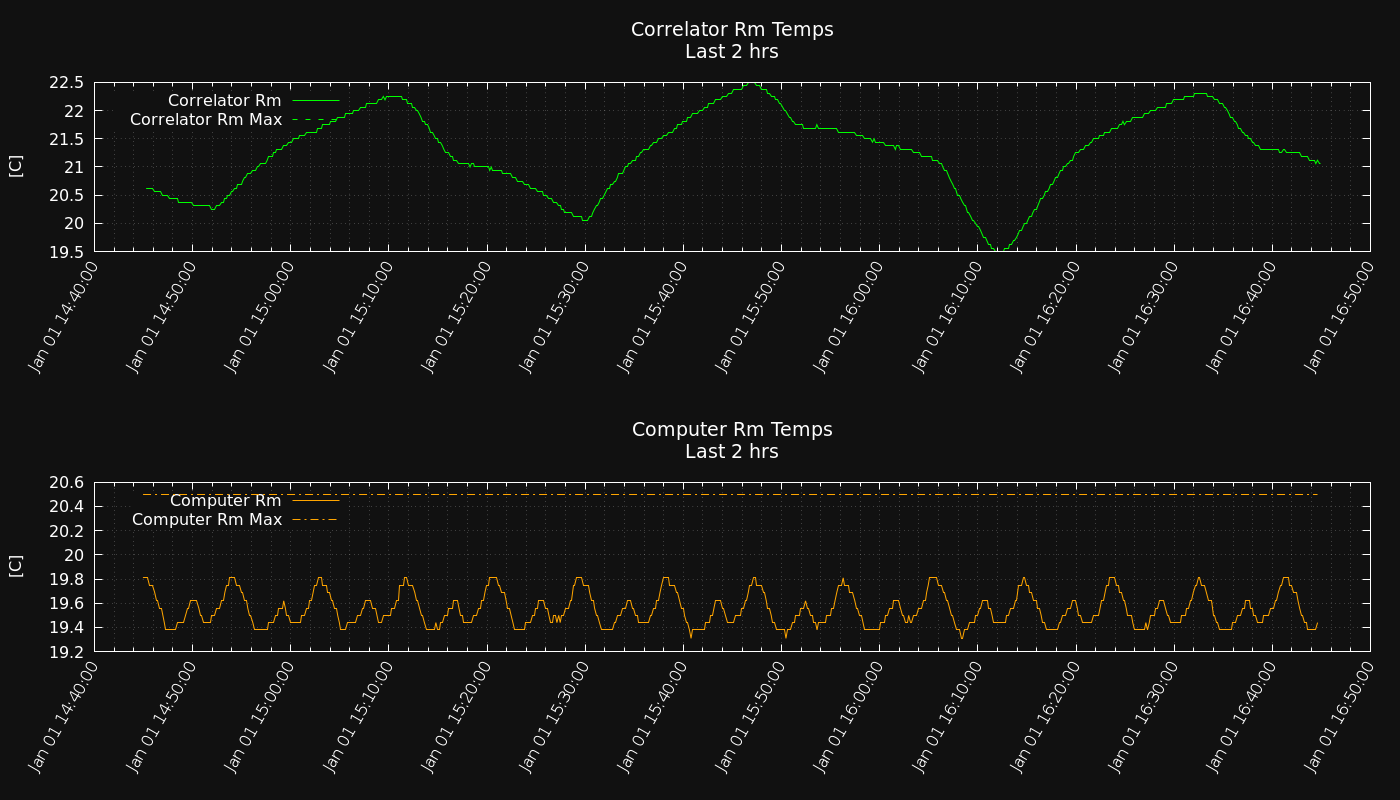 Correlator Rm Temps
Last 2 hrs
[C]
22.5
22
21.5
21
20.5
20
19.5
Correlator Rm
Correlator Rm Max
Jan 01 14:40:00
Jan 01 14:50:00
Jan 01 15:00:00
Jan 01 15:10:00
Jan 01 15:20:00
Jan 01 15:30:00
Jan 01 15:40:00
Jan 01 15:50:00
Jan 01 16:00:00
Jan 01 16:10:00
Jan 01 16:20:00
Jan 01 16:30:00
Jan 01 16:40:00
Jan 01 16:50:00
Computer Rm Temps
Last 2 hrs
[C]
20.6
20.4
20.2
20
19.8
19.6
19.4
19.2
Computer Rm
Computer Rm Max
Jan 01 14:40:00
Jan 01 14:50:00
Jan 01 15:00:00
Jan 01 15:10:00
Jan 01 15:20:00
Jan 01 15:30:00
Jan 01 15:40:00
Jan 01 15:50:00
Jan 01 16:00:00
Jan 01 16:10:00
Jan 01 16:20:00
Jan 01 16:30:00
Jan 01 16:40:00
Jan 01 16:50:00